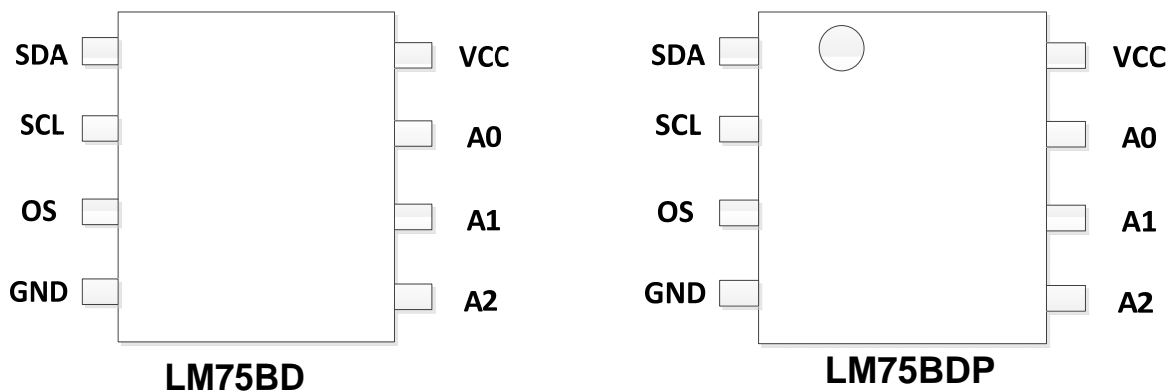 SDA VCC
SCL A0
OS A1
GND A2
LM75BD
SDA VCC
SCL A0
OS A1
GND A2
LM75BDP